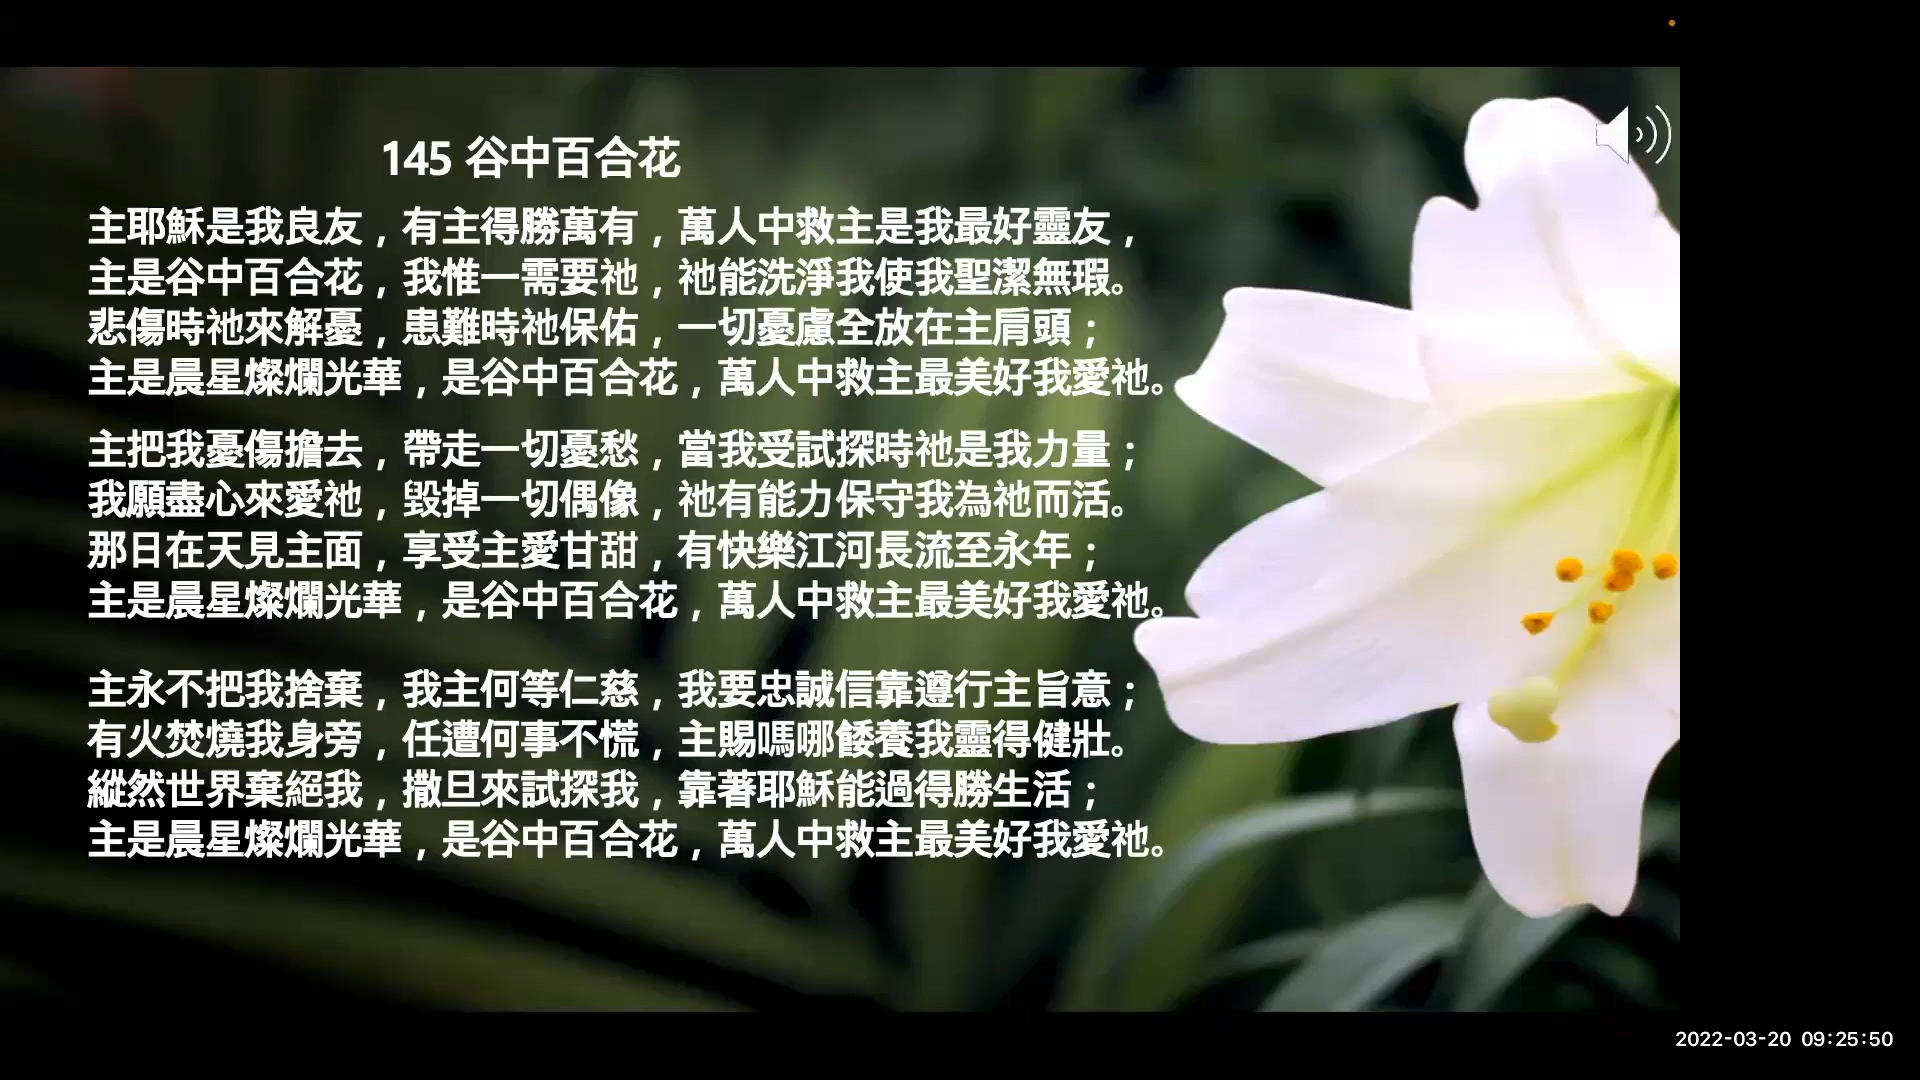 145 谷中百合花
主耶穌是我良友，有主得勝萬有，萬人中救主是我最好靈友，
主是谷中百合花，我惟一需要祂，祂能洗淨我使我聖潔無瑕。
悲傷時祂來解憂，患難時祂保佑，一切憂慮全放在主肩頭；
主是晨星燦爛光華，是谷中百合花，萬人中救主最美好我愛祂。
主把我憂傷擔去，帶走一切憂愁，當我受試探時祂是我力量；
我願盡心來愛祂，毀掉一切偶像，祂有能力保守我為祂而活。
那日在天見主面，享受主愛甘甜，有快樂江河長流至永年；
主是晨星燦爛光華，是谷中百合花，萬人中救主最美好我愛祂。
主永不把我捨棄，我主何等仁慈，我要忠誠信靠遵行主旨意；
有火焚燒我身旁，任遭何事不慌，主賜嗎哪餧養我靈得健壯。
縱然世界棄絕我，撒旦來試探我，靠著耶穌能過得勝生活；
主是晨星燦爛光華，是谷中百合花，萬人中救主最美好我愛祂。
2022-03-20 09:25:50